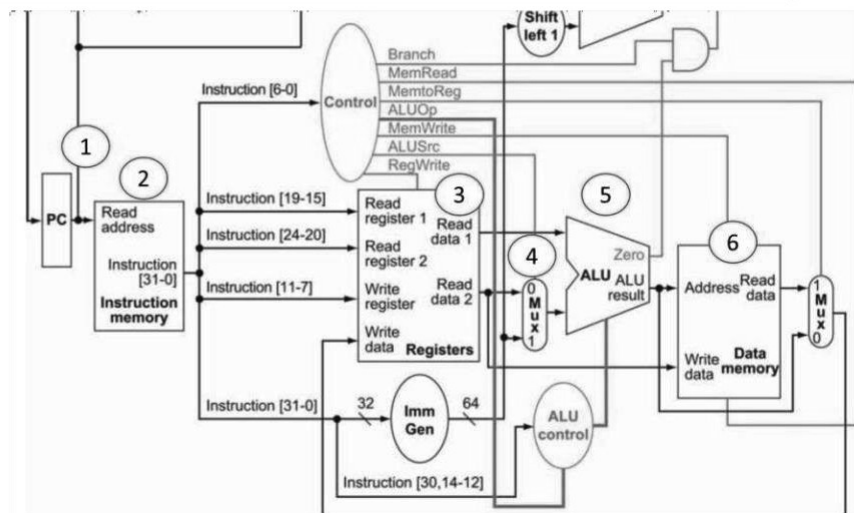 Shift
left 1
Branch
MemRead
MemtoReg
ALUOp
MemWrite
ALUSrc
RegWrite
Control
Instruction [6-0]
1
2
3
4
5
6
PC
Read
address
Instruction
[31-0]
Instruction
memory
Instruction [19-15]
Instruction [24-20]
Instruction [11-7]
Read
register 1
Read
register 2
Write
register
Write
data
Read
data 1
Read
data 2
Registers
0
Mux
1
Zero
ALU
ALU
result
Address
Read
data
Write
data
Data
memory
1
Mux
0
Instruction [31-0]
32
Imm
Gen
64
ALU
control
Instruction [30,14-12]